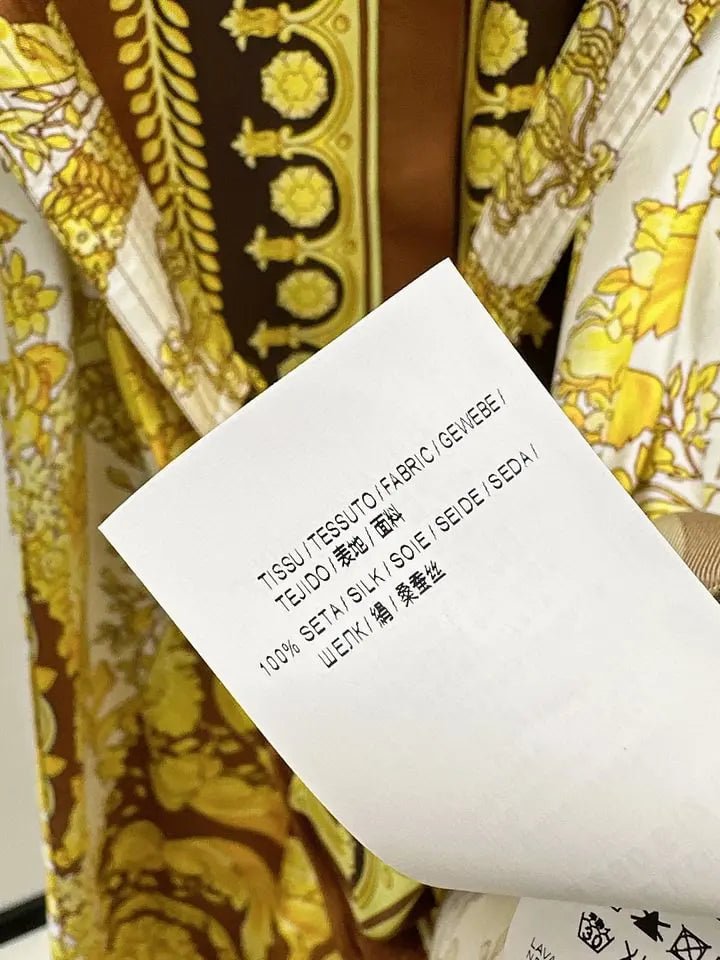 TISSU / TESSUTO / FABRIC / GEWEBE /
TEJIDO / 表地 / 面料
100% SETA / SILK / SOIE / SEIDE / SEDA /
ШЕЛК / 絹 / 桑蚕丝